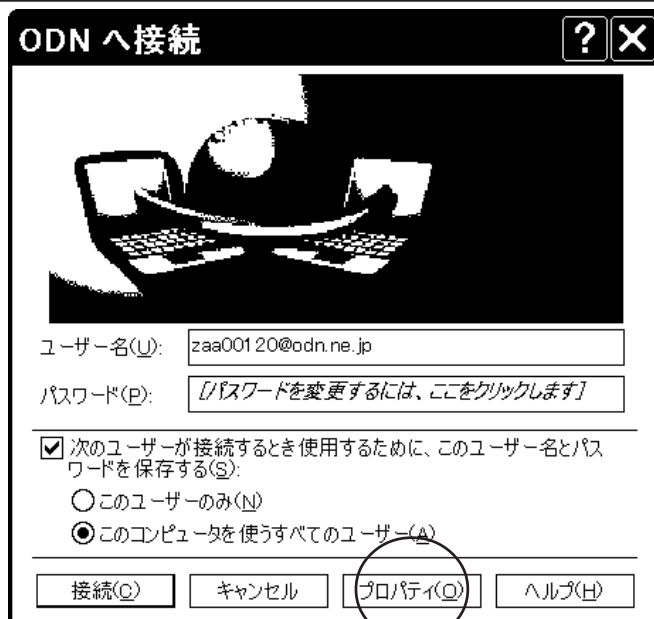 ODN へ接続
ユーザー名(U):
zaa00120@odn.ne.jp
パスワード(P):
[パスワードを変更するには、ここをクリックします]
次のユーザーが接続するとき使用するために、このユーザー名とパス
ワードを保存する(S):
このユーザーのみ(N)
このコンピュータを使うすべてのユーザー(A)
接続(C) キャンセル プロパティ(O) ヘルプ(H)